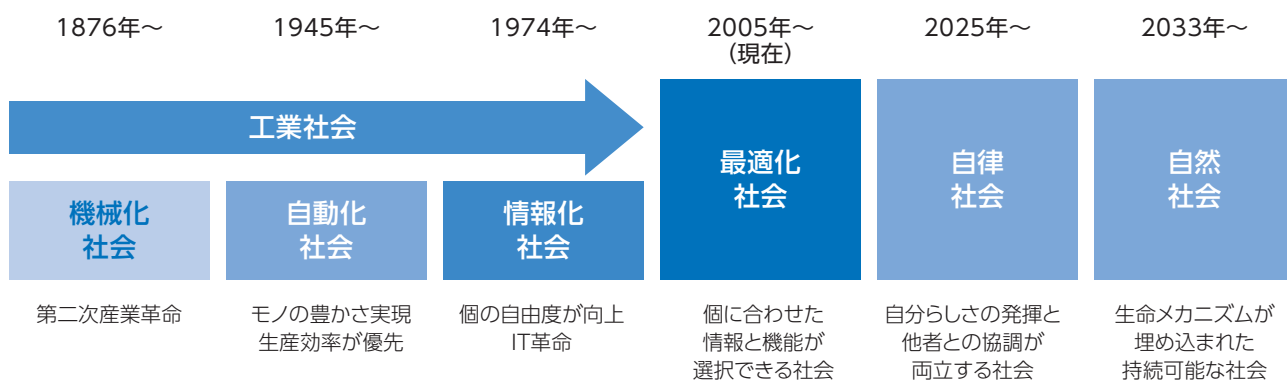 1876年～
1945年～
1974年～
2005年～
（現在）
2025年～
2033年～
工業社会
機械化
社会
自動化
社会
情報化
社会
最適化
社会
自律
社会
自然
社会
第二次産業革命
モノの豊かさ実現
生産効率が優先
個の自由度が向上
IT革命
個に合わせた
情報と機能が
選択できる社会
自分らしさの発揮と
他者との協調が
両立する社会
生命メカニズムが
埋め込まれた
持続可能な社会